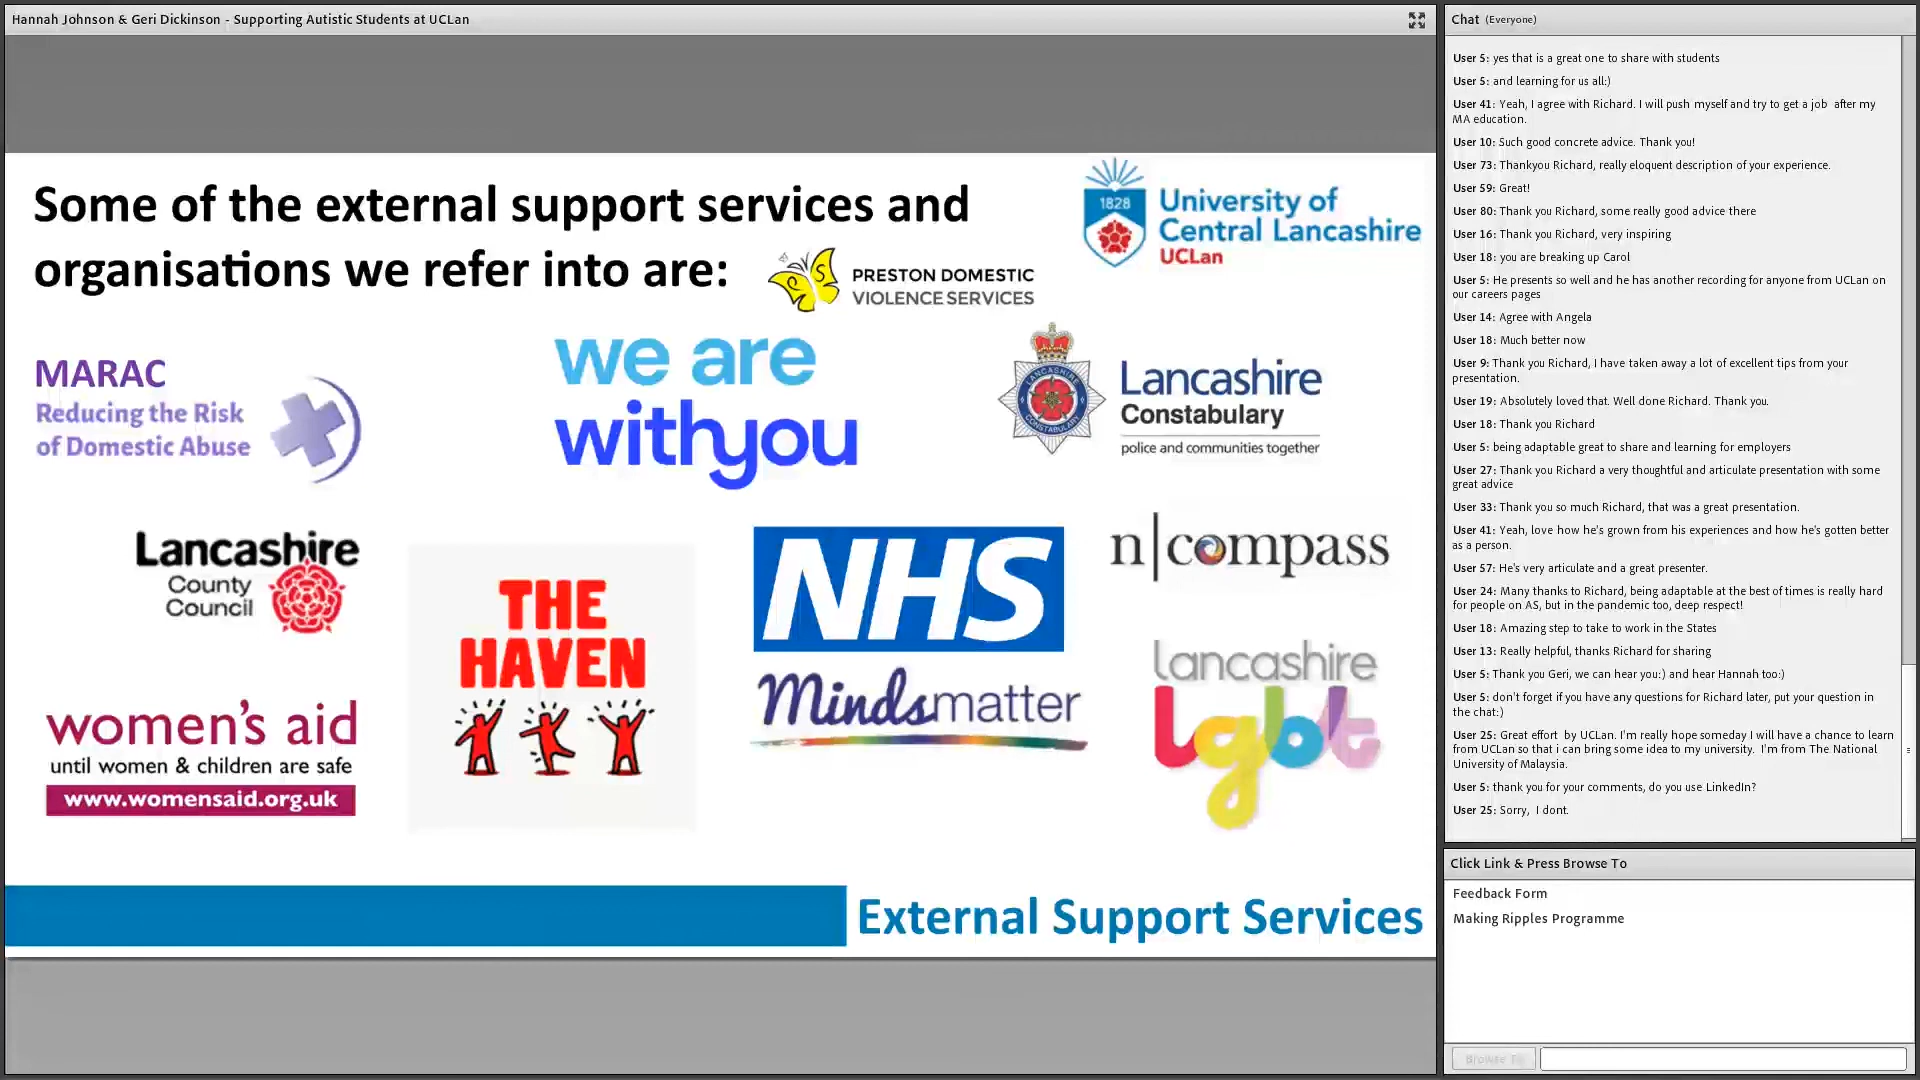 Hannah Johnson & Geri Dickinson - Supporting Autistic Students at UCLan
Some of the external support services and
organisations we refer into are:
1828
University of
Central Lancashire
UCLan
PRESTON DOMESTIC
VIOLENCE SERVICES
MARAC
Reducing the Risk
of Domestic Abuse
we are
withyou
LANCASHIRE
CONSTABULARY
Lancashire
Constabulary
police and communities together
Lancashire
County
Council
THE
HAVEN
NHS
Mindsmatter
n|compass
lancashire
lgbt
women's aid
until women & children are safe
www.womensaid.org.uk
External Support Services
Chat (Everyone)
User 5: yes that is a great one to share with students
User 5: and learning for us all:)
User 41: Yeah, I agree with Richard. I will push myself and try to get a job  after my
MA education.
User 10: Such good concrete advice. Thank you!
User 73: Thankyou Richard, really eloquent description of your experience.
User 59: Great!
User 80: Thank you Richard, some really good advice there
User 16: Thank you Richard, very inspiring
User 18: you are breaking up Carol
User 5: He presents so well and he has another recording for anyone from UCLan on
our careers pages
User 14: Agree with Angela
User 18: Much better now
User 9: Thank you Richard, I have taken away a lot of excellent tips from your
presentation.
User 19: Absolutely loved that. Well done Richard. Thank you.
User 18: Thank you Richard
User 5: being adaptable great to share and learning for employers
User 27: Thank you Richard a very thoughtful and articulate presentation with some
great advice
User 33: Thank you so much Richard, that was a great presentation.
User 41: Yeah, love how he's grown from his experiences and how he's gotten better
as a person.
User 57: He's very articulate and a great presenter.
User 24: Many thanks to Richard, being adaptable at the best of times is really hard
for people on AS, but in the pandemic too, deep respect!
User 18: Amazing step to take to work in the States
User 13: Really helpful, thanks Richard for sharing
User 5: Thank you Geri, we can hear you:) and hear Hannah too:)
User 5: don't forget if you have any questions for Richard later, put your question in
the chat:)
User 25: Great effort  by UCLan. I'm really hope someday I will have a chance to learn
from UCLan so that i can bring some idea to my university.  I'm from The National
University of Malaysia.
User 5: thank you for your comments, do you use LinkedIn?
User 25: Sorry,  I dont.
Click Link & Press Browse To
Feedback Form
Making Ripples Programme
Browse To